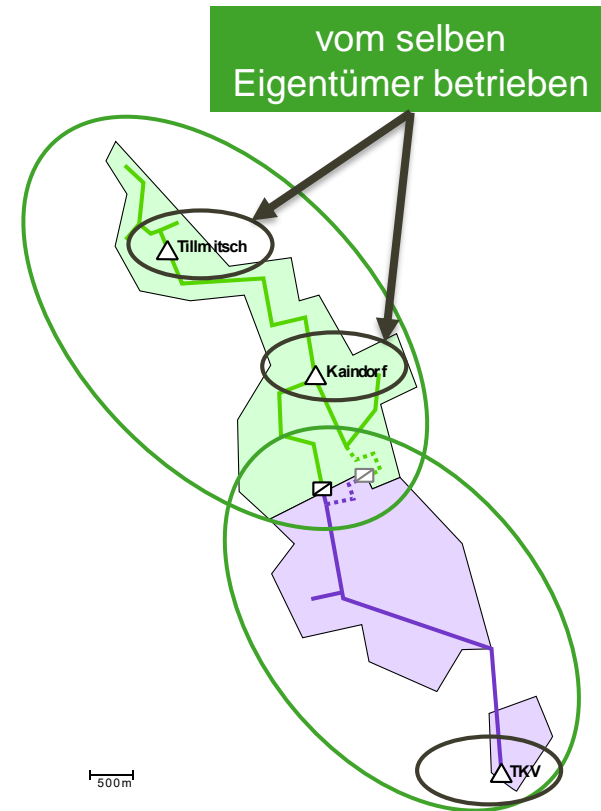 vom selben
Eigentümer betrieben
Tillmitsch
Kaindorf
TKV
500m